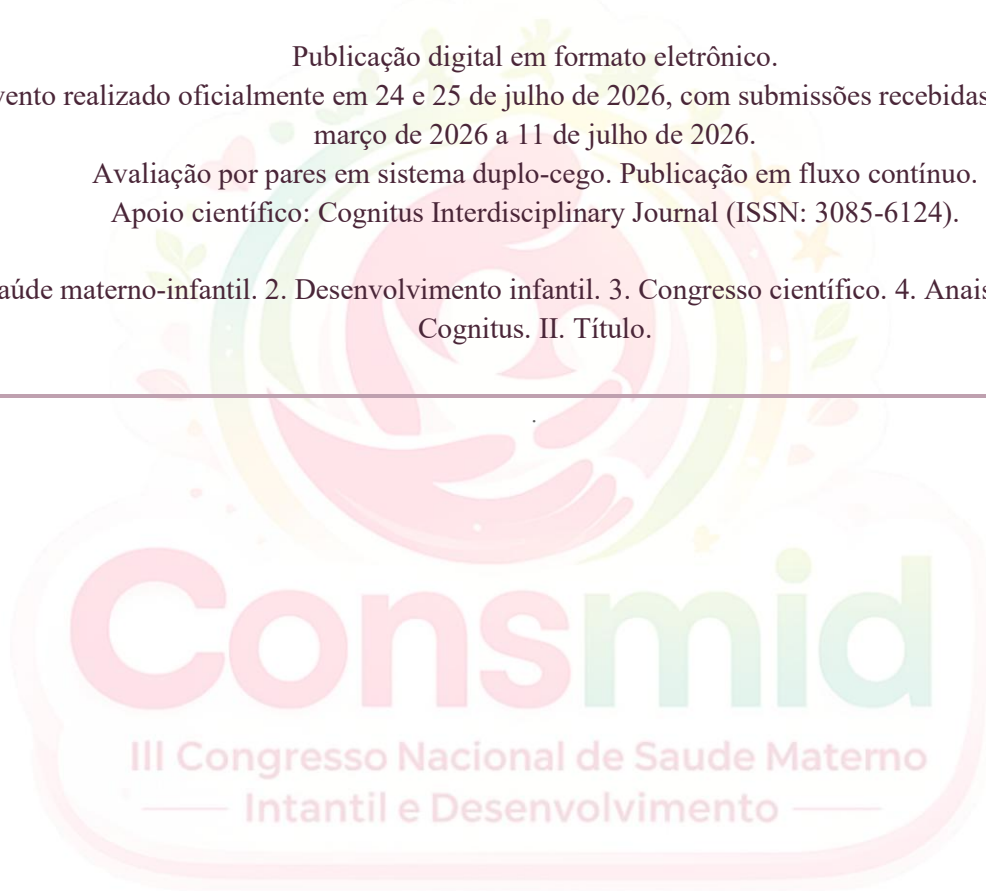 Publicação digital em formato eletrônico.
vento realizado oficialmente em 24 e 25 de julho de 2026, com submissões recebidas
março de 2026 a 11 de julho de 2026.
Avaliação por pares em sistema duplo-cego. Publicação em fluxo contínuo.
Apoio científico: Cognitus Interdisciplinary Journal (ISSN: 3085-6124).
aúde materno-infantil. 2. Desenvolvimento infantil. 3. Congresso científico. 4. Anais
Cognitus. II. Título.
.
Consmid
III Congresso Nacional de Saude Materno
Intantil e Desenvolvimento